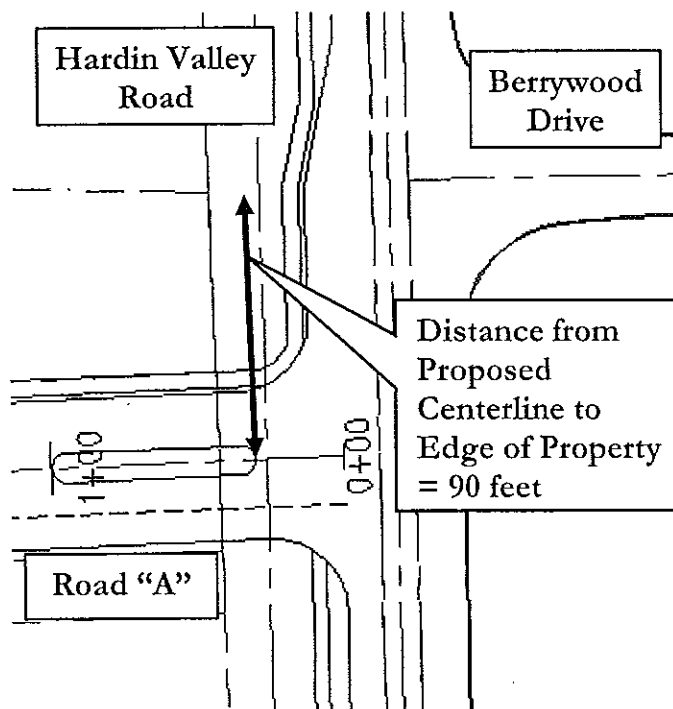 Hardin Valley
Road
Berrywood
Drive
Distance from
Proposed
Centerline to
Edge of Property
= 90 feet
1+00
0+00
Road “A”